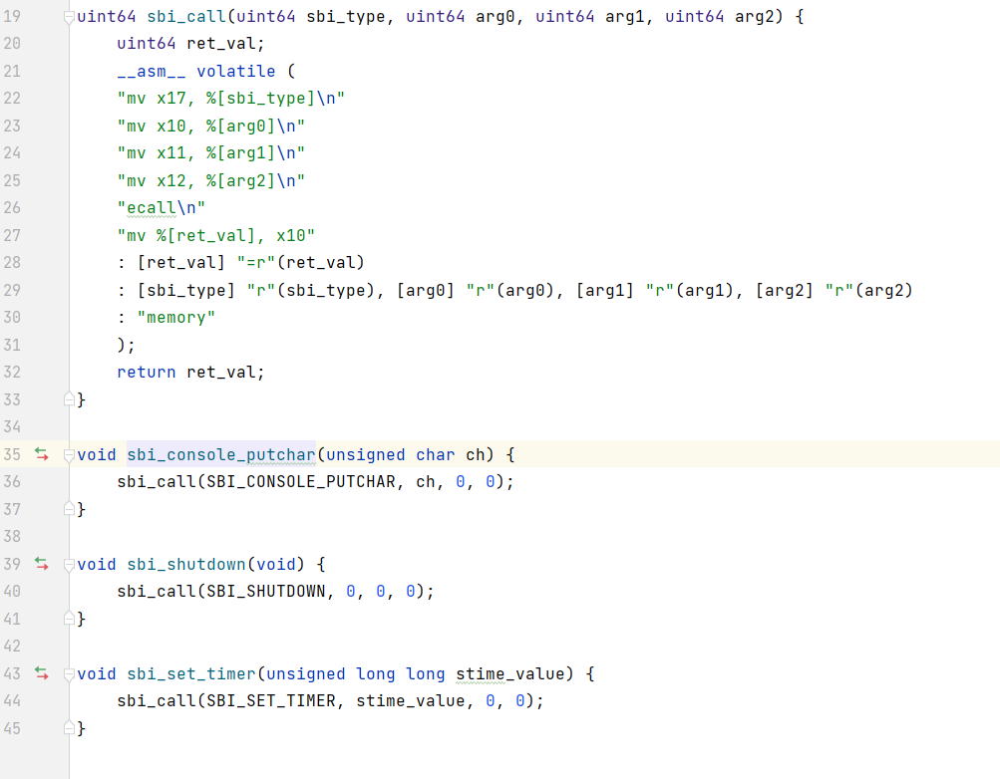 19 uint64 sbi_call(uint64 sbi_type, uint64 arg0, uint64 arg1, uint64 arg2) {
20     uint64 ret_val;
21     __asm__ volatile (
22     "mv x17, %[sbi_type]\n"
23     "mv x10, %[arg0]\n"
24     "mv x11, %[arg1]\n"
25     "mv x12, %[arg2]\n"
26     "ecall\n"
27     "mv %[ret_val], x10"
28     : [ret_val] "=r"(ret_val)
29     : [sbi_type] "r"(sbi_type), [arg0] "r"(arg0), [arg1] "r"(arg1), [arg2] "r"(arg2)
30     : "memory"
31     );
32     return ret_val;
33 }
34
35 void sbi_console_putchar(unsigned char ch) {
36     sbi_call(SBI_CONSOLE_PUTCHAR, ch, 0, 0);
37 }
38
39 void sbi_shutdown(void) {
40     sbi_call(SBI_SHUTDOWN, 0, 0, 0);
41 }
42
43 void sbi_set_timer(unsigned long long stime_value) {
44     sbi_call(SBI_SET_TIMER, stime_value, 0, 0);
45 }